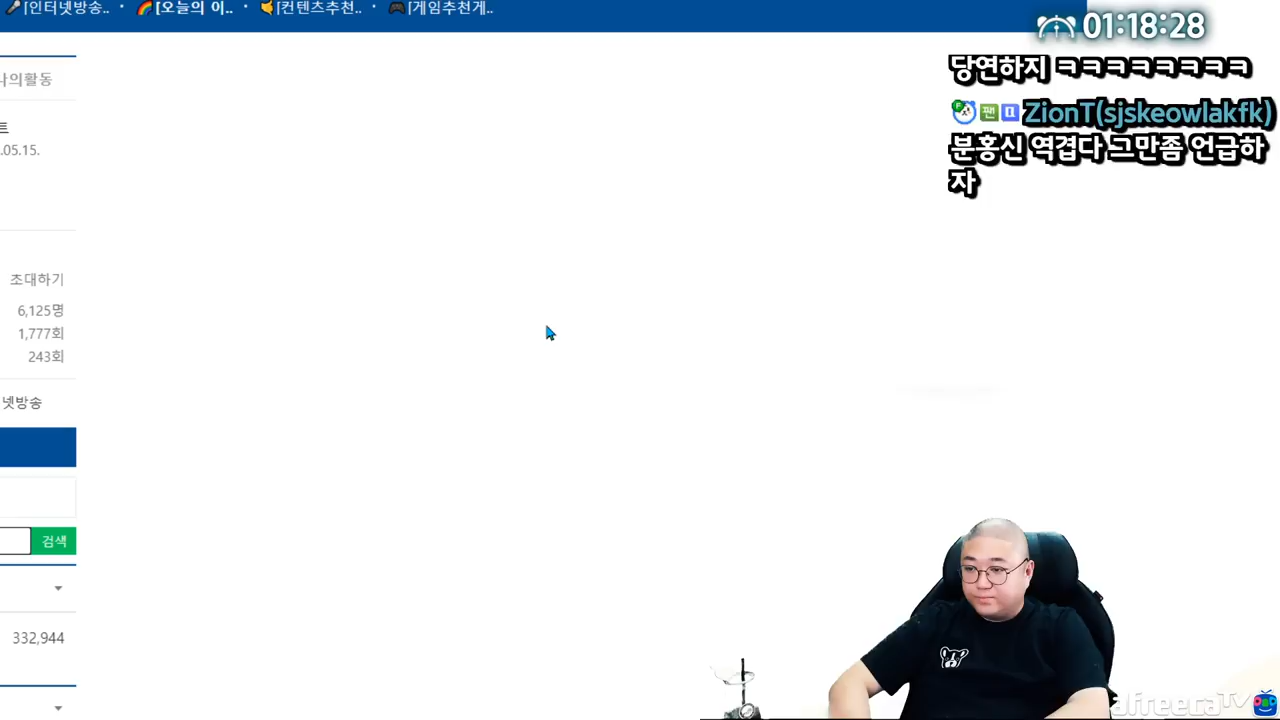 🎤[인터넷방송.. · 🌈[오늘의 이.. · [컨텐츠추천.. · 🎮[게임추천게..
01:18:28
당연하지 ㅋㅋㅋㅋㅋㅋㅋㅋ
나의활동
짼 떠 ZionT(sjskeowlakfk)
분홍신 역겹다 그만좀 언급하
자
트
.05.15.
초대하기
6,125명
1,777회
243회
넷방송
검색
332,944
afreecaTV